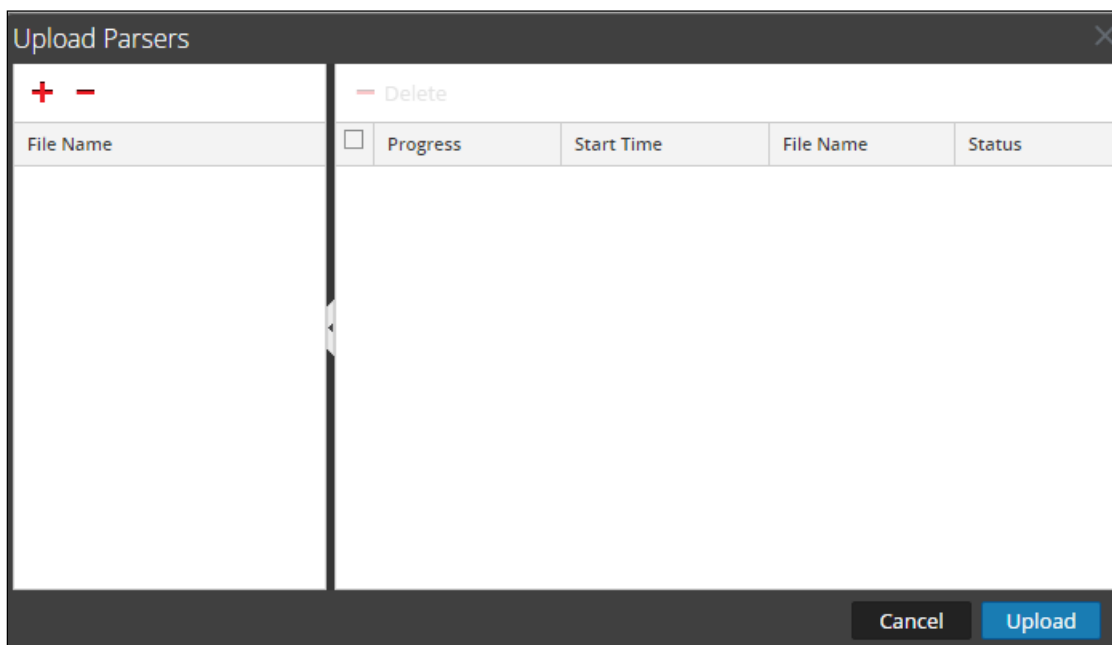 Upload Parsers
Delete
File Name
Progress Start Time File Name Status
Cancel Upload